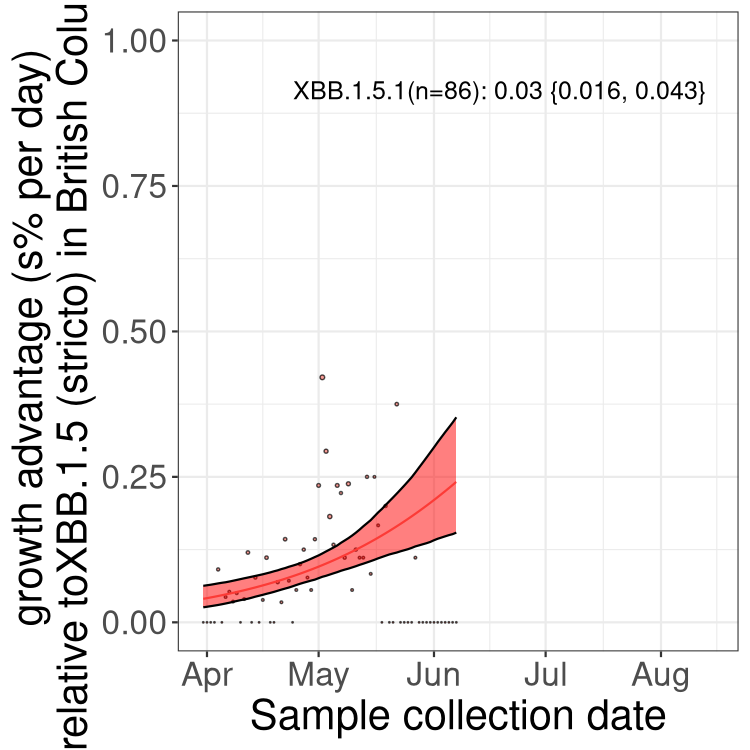 growth advantage (s% per day)
relative toXBB.1.5 (stricto) in British Colu
1.00
0.75
0.50
0.25
0.00
XBB.1.5.1(n=86): 0.03 {0.016, 0.043}
Apr May Jun Jul Aug
Sample collection date